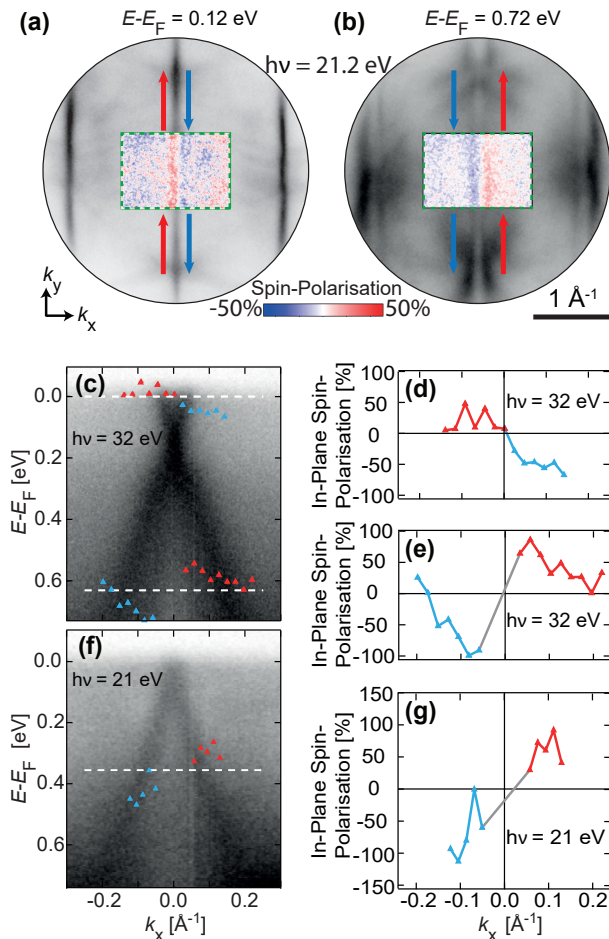 (a) E-EF = 0.12 eV
(b) E-EF = 0.72 eV
hν = 21.2 eV
ky
kx
Spin-Polarisation
-50% 50%
1 Å-1
(c)
hν = 32 eV
E-EF [eV]
0.0
0.2
0.4
0.6
(d)
hν = 32 eV
In-Plane Spin-
Polarisation [%]
100
50
0
-50
-100
(e)
hν = 32 eV
In-Plane Spin-
Polarisation [%]
100
50
0
-50
-100
(f)
hν = 21 eV
E-EF [eV]
0.0
0.2
0.4
0.6
-0.2 0.0 0.2
kx [Å-1]
(g)
hν = 21 eV
In-Plane Spin-
Polarisation [%]
150
100
50
0
-50
-100
-150
-0.2 -0.1 0.0 0.1 0.2
kx [Å-1]